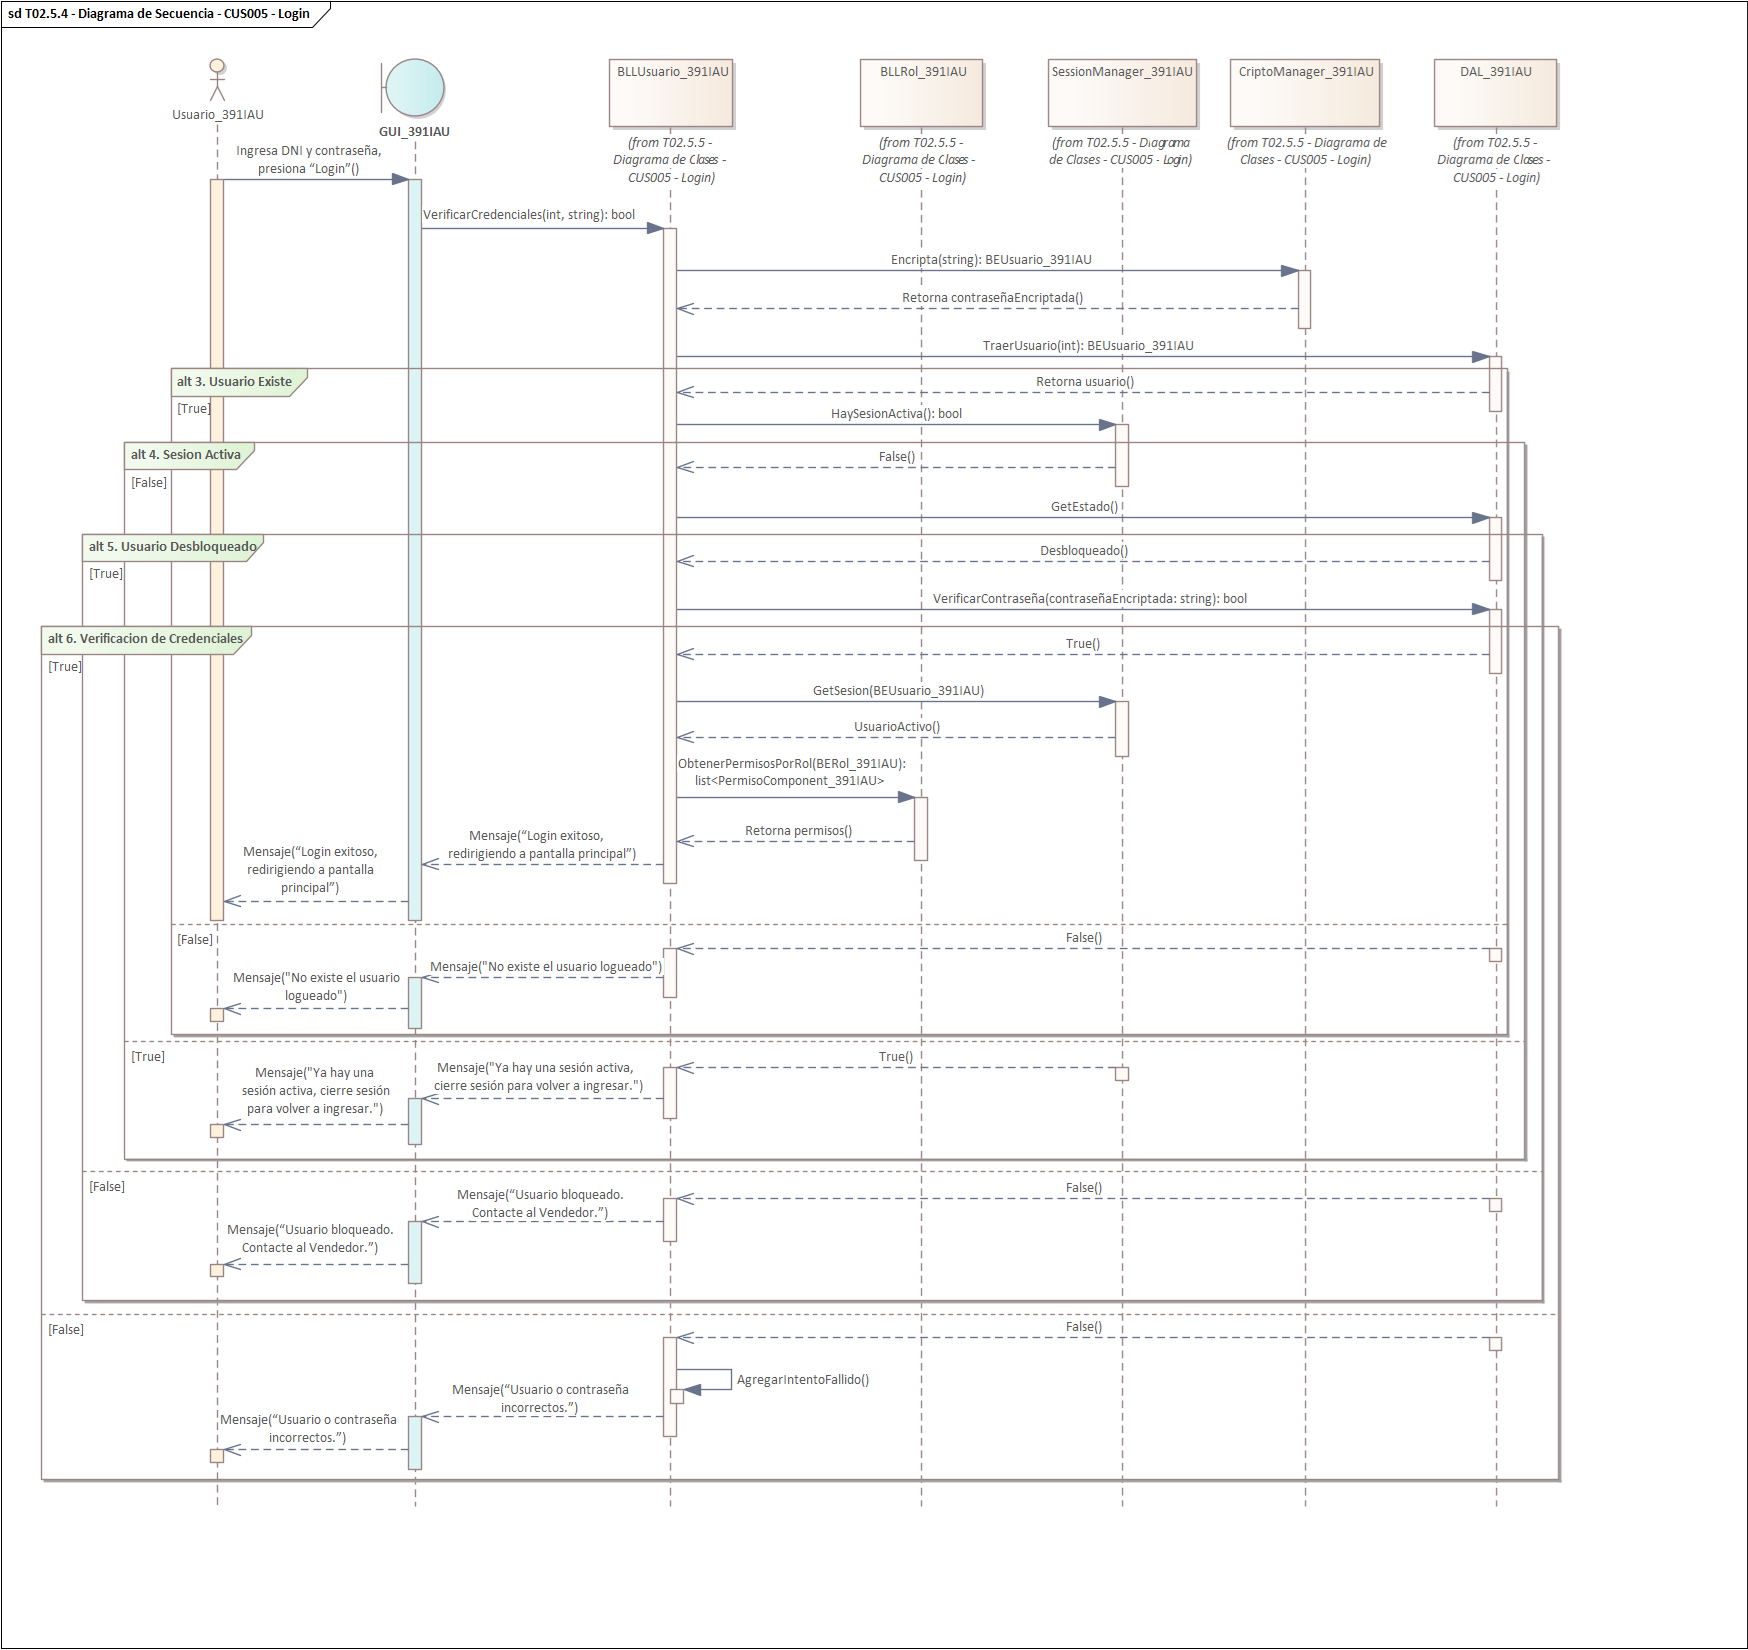 sd T02.5.4 - Diagrama de Secuencia - CUS005 - Login
Usuario_391IAU
GUI_391IAU
BLLUsuario_391IAU
(from T02.5.5 -
Diagrama de Clases -
CUS005 - Login)
BLLRol_391IAU
(from T02.5.5 -
Diagrama de Clases -
CUS005 - Login)
SessionManager_391IAU
(from T02.5.5 - Diagrama
de Clases - CUS005 - Login)
CriptoManager_391IAU
(from T02.5.5 - Diagrama de
Clases - CUS005 - Login)
DAL_391IAU
(from T02.5.5 -
Diagrama de Clases -
CUS005 - Login)
Ingresa DNI y contraseña,
presiona “Login”()
VerificarCredenciales(int, string): bool
Encripta(string): BEUsuario_391IAU
Retorna contraseñaEncriptada()
TraerUsuario(int): BEUsuario_391IAU
alt 3. Usuario Existe
Retorna usuario()
[True]
HaySesionActiva(): bool
alt 4. Sesion Activa
False()
[False]
GetEstado()
alt 5. Usuario Desbloqueado
Desbloqueado()
[True]
VerificarContraseña(contraseñaEncriptada: string): bool
alt 6. Verificacion de Credenciales
True()
[True]
GetSesion(BEUsuario_391IAU)
UsuarioActivo()
ObtenerPermisosPorRol(BERol_391IAU):
list<PermisoComponent_391IAU>
Retorna permisos()
Mensaje(“Login exitoso,
redirigiendo a pantalla principal”)
Mensaje(“Login exitoso,
redirigiendo a pantalla
principal”)
[False]
False()
Mensaje("No existe el usuario logueado")
Mensaje("No existe el usuario
logueado")
[True]
True()
Mensaje("Ya hay una sesión activa,
cierre sesión para volver a ingresar.")
Mensaje("Ya hay una
sesión activa, cierre sesión
para volver a ingresar.")
[False]
False()
Mensaje(“Usuario bloqueado.
Contacte al Vendedor.”)
Mensaje(“Usuario bloqueado.
Contacte al Vendedor.”)
[False]
False()
AgregarIntentoFallido()
Mensaje(“Usuario o contraseña
incorrectos.”)
Mensaje(“Usuario o contraseña
incorrectos.”)